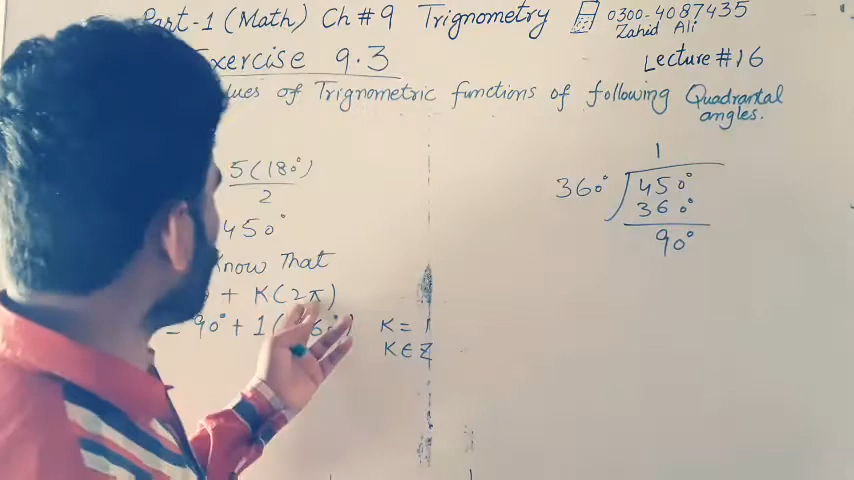 Part-1 (Math) Ch # 9 Trignometry
0300-4087435
Zahid Ali
Exercise 9.3
Lecture #16
of Trignometric functions of following Quadrantal
angles.
5(180°)
2
450°
Know That
+ K(2π)
= 90° + 1(
K = 1
K∈Z
1
360° 450°
360°
90°